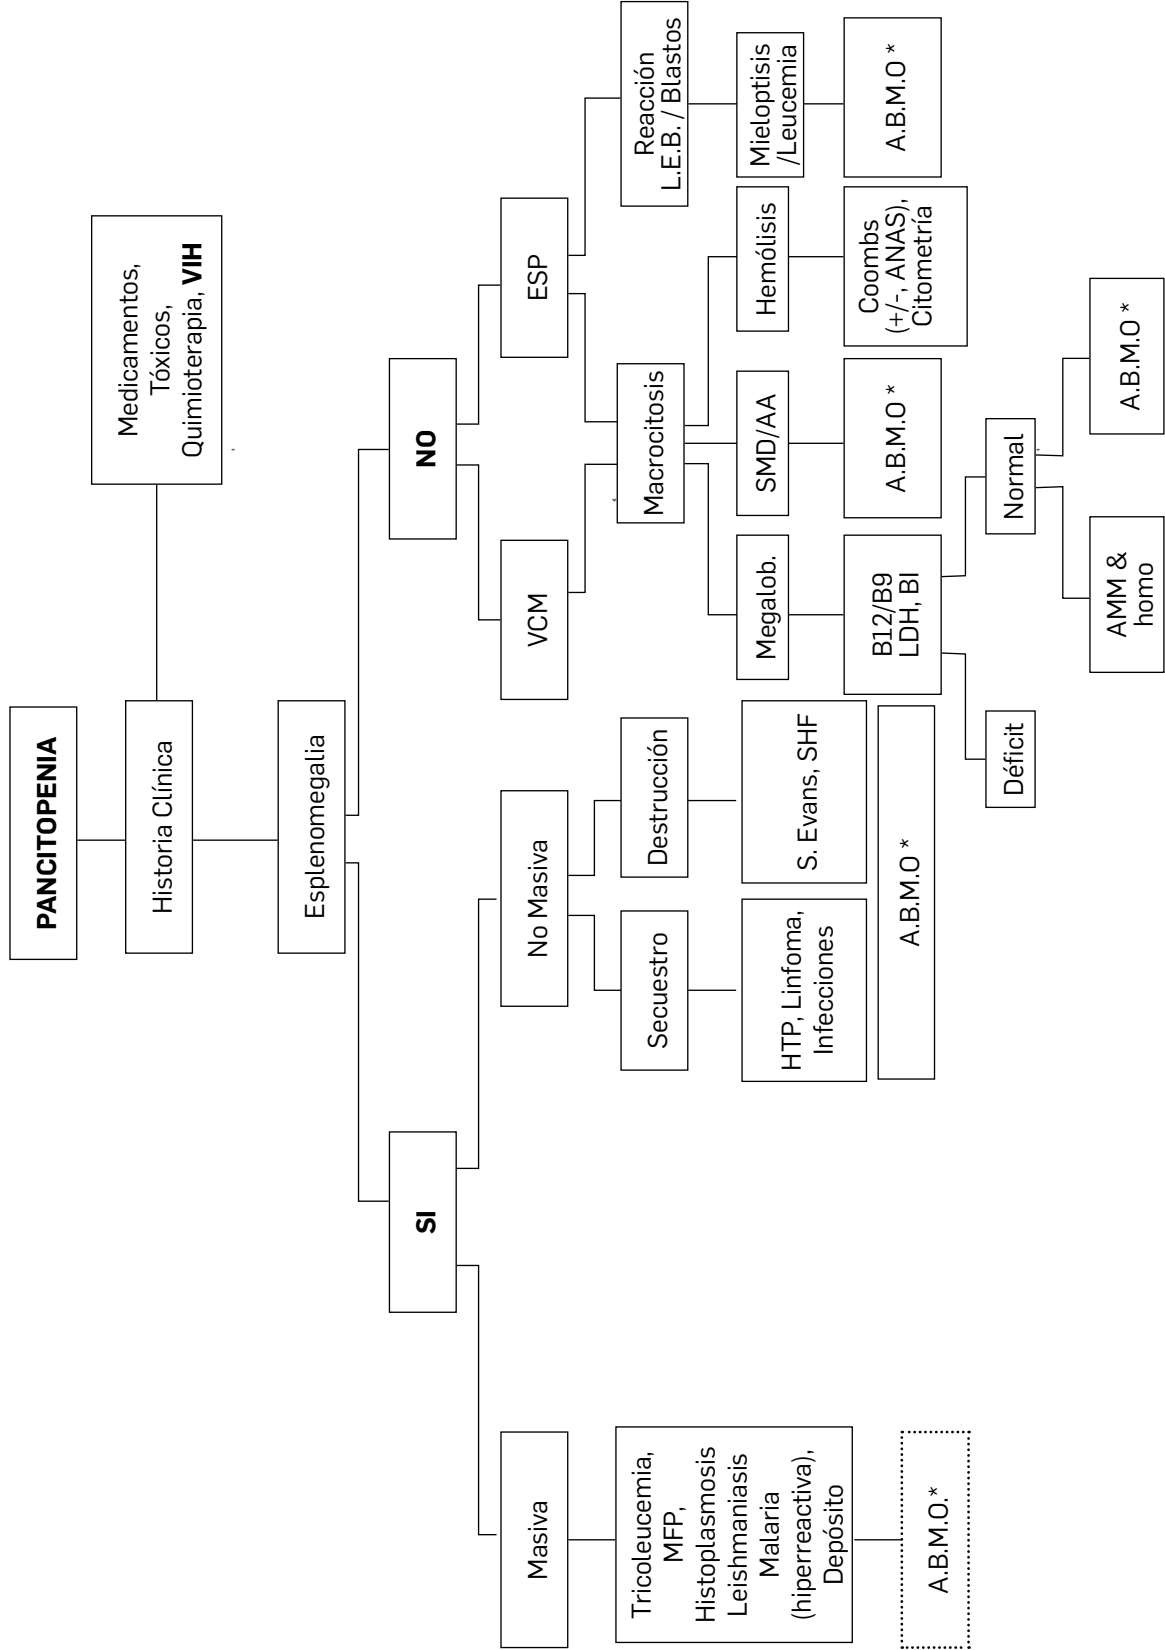 PANCITOPENIA
Historia Clínica
Medicamentos,
Tóxicos,
Quimioterapia, VIH
Esplenomegalia
SI
NO
Masiva
No Masiva
VCM
ESP
Tricoleucemia,
MFP,
Histoplasmosis
Leishmaniasis
Malaria
(hiperreactiva),
Depósito
A.B.M.O.*
Secuestro
Destrucción
HTP, Linfoma,
Infecciones
S. Evans, SHF
A.B.M.O *
Macrocitosis
Reacción
L.E.B. / Blastos
Megalob.
SMD/AA
Hemólisis
Mieloptisis
/Leucemia
B12/B9
LDH, BI
A.B.M.O *
Coombs
(+/-, ANAS),
Citometría
A.B.M.O *
Déficit
Normal
AMM &
homo
A.B.M.O *